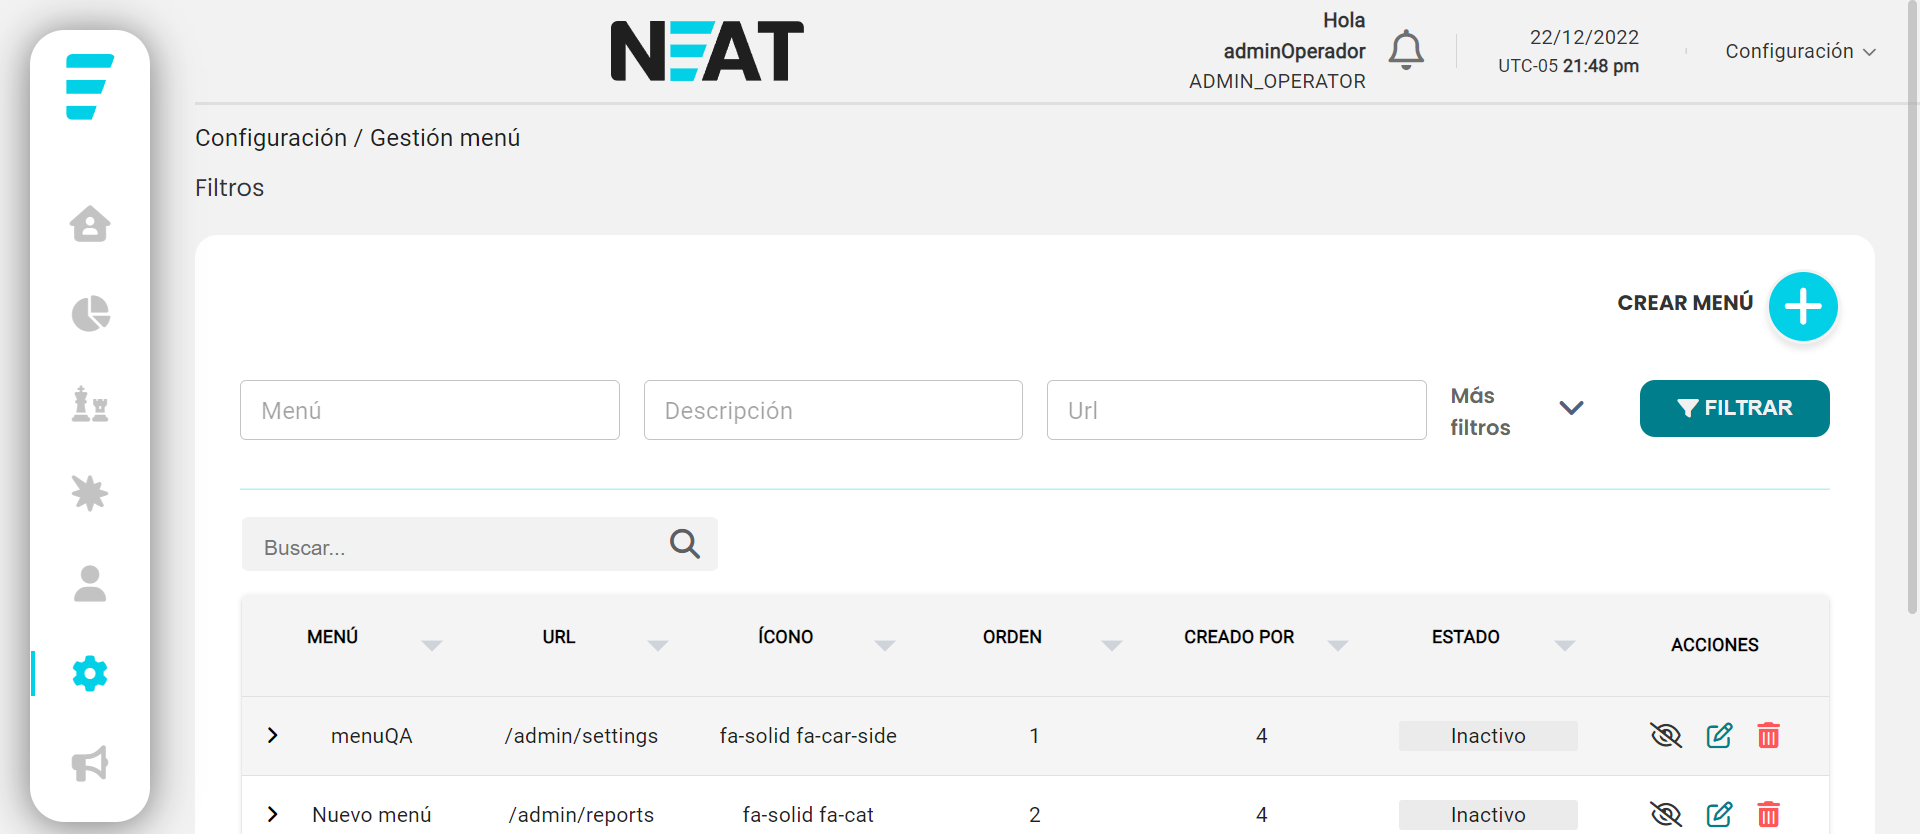 NEAT
Hola
adminOperador
ADMIN_OPERATOR
22/12/2022
UTC-05 21:48 pm
Configuración
Configuración / Gestión menú
Filtros
CREAR MENÚ
Menú
Descripción
Url
Más
filtros
FILTRAR
Buscar...
MENÚ URL ÍCONO ORDEN CREADO POR ESTADO ACCIONES
menuQA /admin/settings fa-solid fa-car-side 1 4 Inactivo
Nuevo menú /admin/reports fa-solid fa-cat 2 4 Inactivo